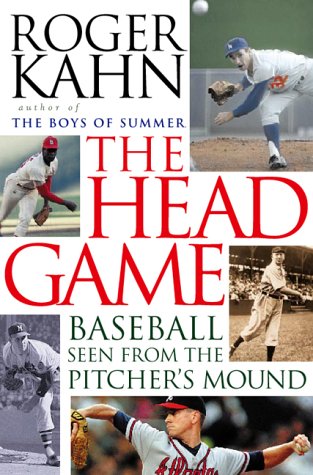 ROGER
KAHN
author of
THE BOYS OF SUMMER
THE
HEAD
GAME
BASEBALL
SEEN FROM THE
PITCHER'S MOUND